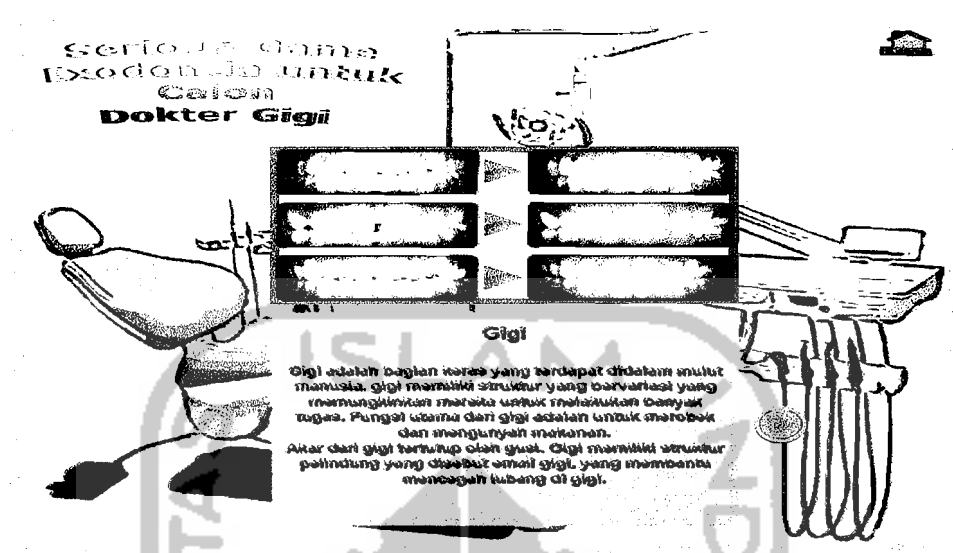 Serious Game
Exodontia untuk
Calon
Dokter Gigi
Gigi
Gigi adalah bagian keras yang terdapat didalam mulut
manusia, gigi memiliki struktur yang bervariasi yang
memungkinkan mereka untuk melakukan banyak
tugas. Fungsi utama dari gigi adalah untuk merobek
dan mengunyah makanan.
Akar dari gigi tertutup oleh gusi. Gigi memiliki struktur
pelindung yang disebut email gigi, yang membantu
mencegah lubang di gigi.
ISLAM